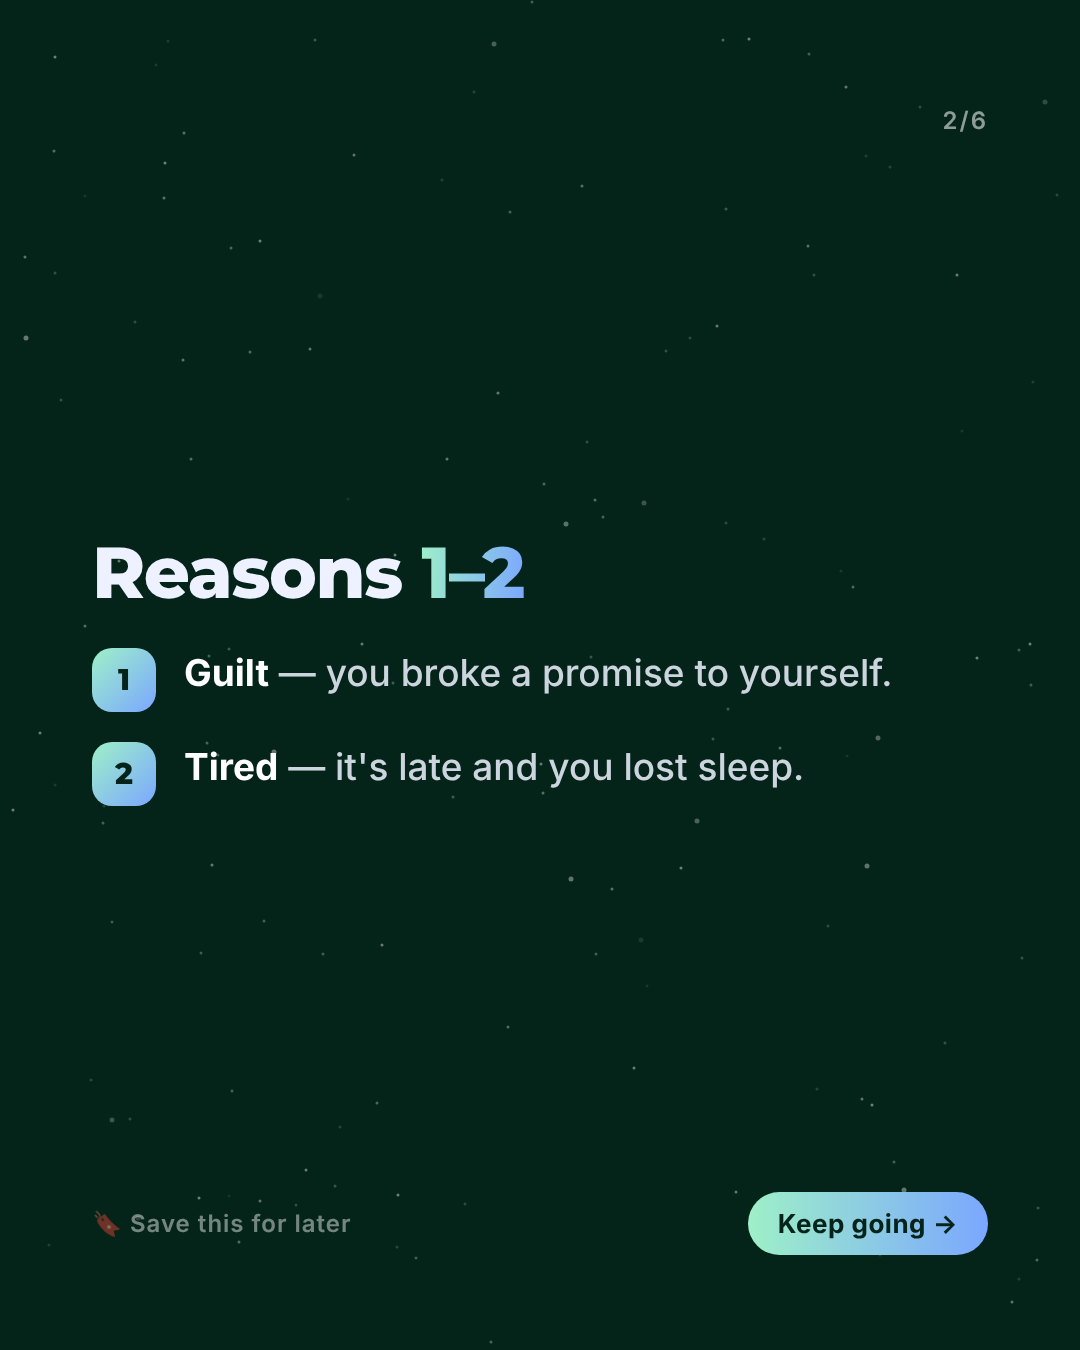 2/6
Reasons 1–2
1 Guilt — you broke a promise to yourself.
2 Tired — it's late and you lost sleep.
🔖 Save this for later
Keep going →